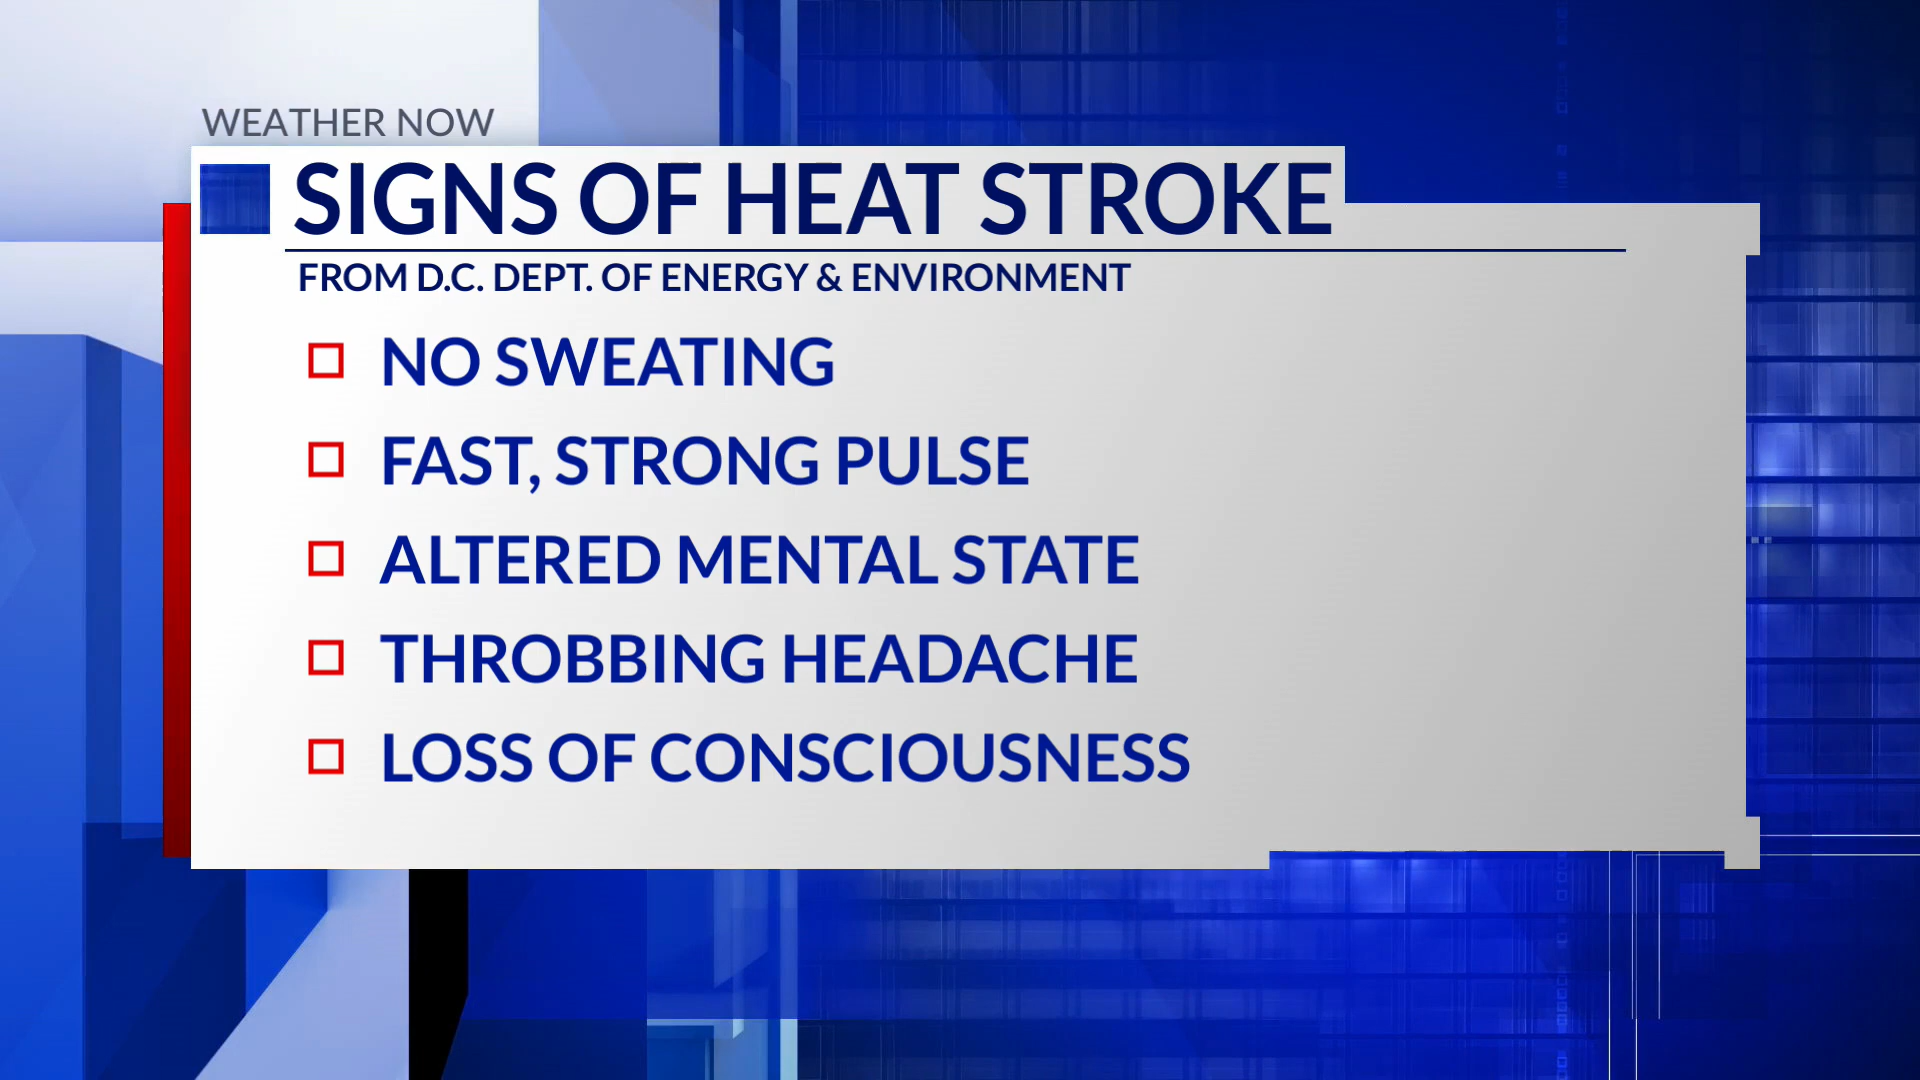 WEATHER NOW
SIGNS OF HEAT STROKE
FROM D.C. DEPT. OF ENERGY & ENVIRONMENT
NO SWEATING
FAST, STRONG PULSE
ALTERED MENTAL STATE
THROBBING HEADACHE
LOSS OF CONSCIOUSNESS